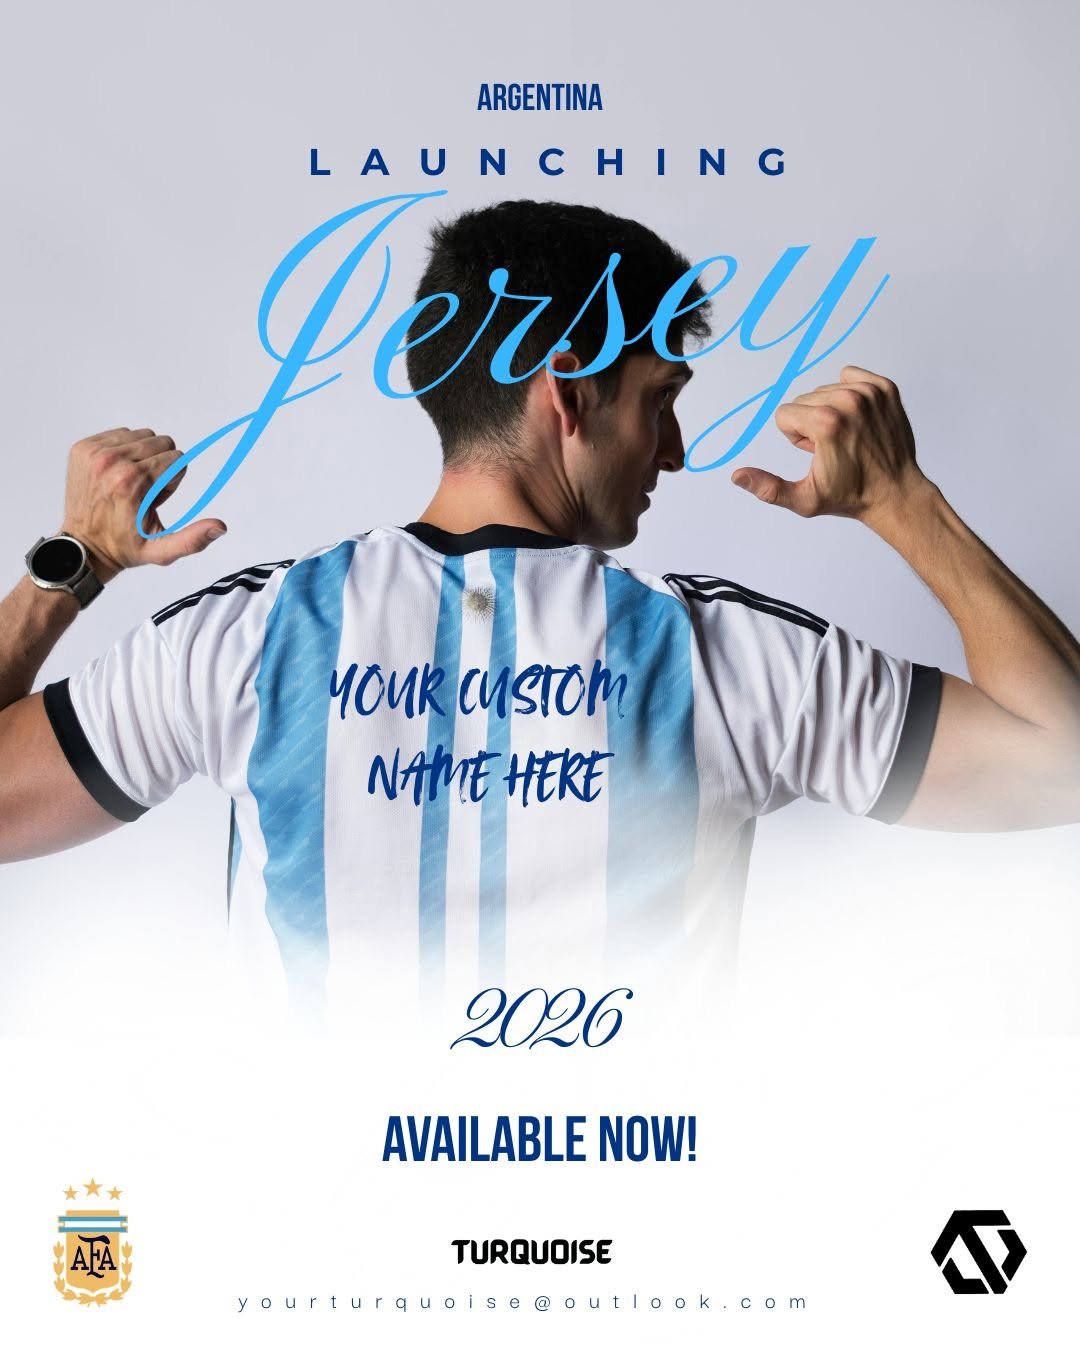 ARGENTINA
LAUNCHING
Jersey
YOUR CUSTOM
NAME HERE
2026
AVAILABLE NOW!
AFA
TURQUOISE
yourturquoise@outlook.com